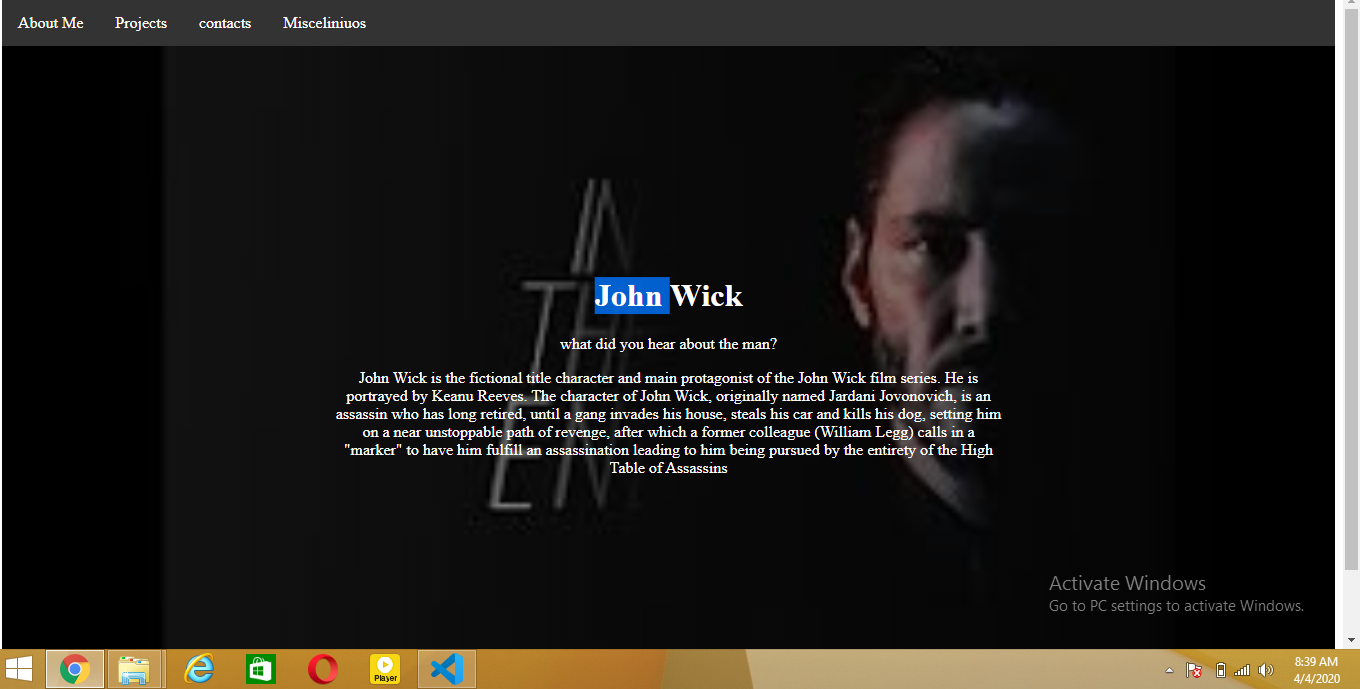 About Me Projects contacts Misceliniuos
IN
THE
EN
John Wick
what did you hear about the man?
John Wick is the fictional title character and main protagonist of the John Wick film series. He is
portrayed by Keanu Reeves. The character of John Wick, originally named Jardani Jovonovich, is an
assassin who has long retired, until a gang invades his house, steals his car and kills his dog, setting him
on a near unstoppable path of revenge, after which a former colleague (William Legg) calls in a
"marker" to have him fulfill an assassination leading to him being pursued by the entirety of the High
Table of Assassins
Activate Windows
Go to PC settings to activate Windows.
Player
8:39 AM
4/4/2020